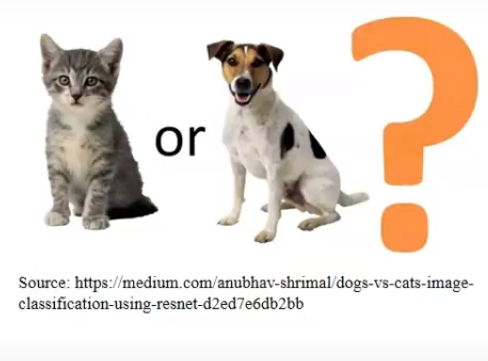 or ?
Source: https://medium.com/anubhav-shrimal/dogs-vs-cats-image-
classification-using-resnet-d2ed7e6db2bb